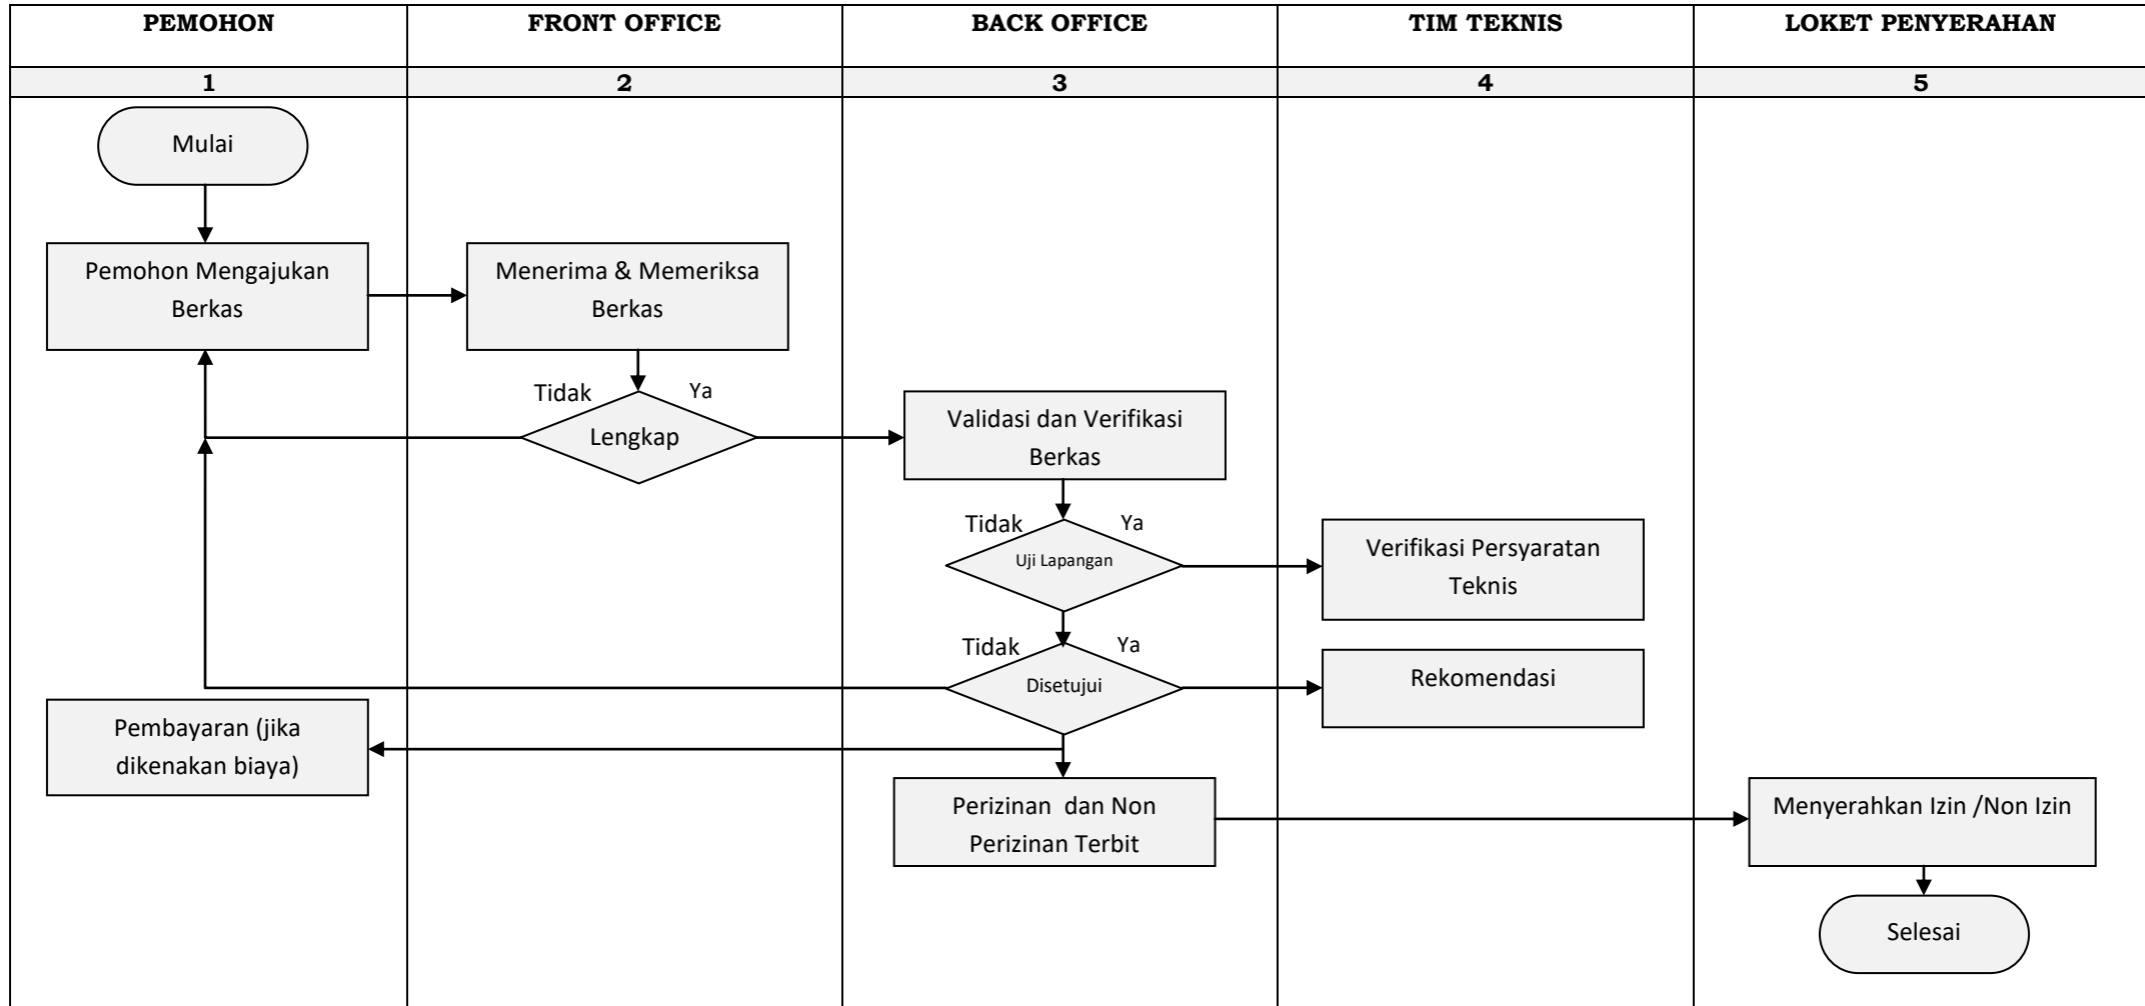 PEMOHON
FRONT OFFICE
BACK OFFICE
TIM TEKNIS
LOKET PENYERAHAN
1
2
3
4
5
Mulai
Pemohon Mengajukan
Berkas
Menerima & Memeriksa
Berkas
Tidak
Ya
Lengkap
Validasi dan Verifikasi
Berkas
Tidak
Ya
Uji Lapangan
Verifikasi Persyaratan
Teknis
Tidak
Ya
Disetujui
Rekomendasi
Pembayaran (jika
dikenakan biaya)
Perizinan dan Non
Perizinan Terbit
Menyerahkan Izin /Non Izin
Selesai